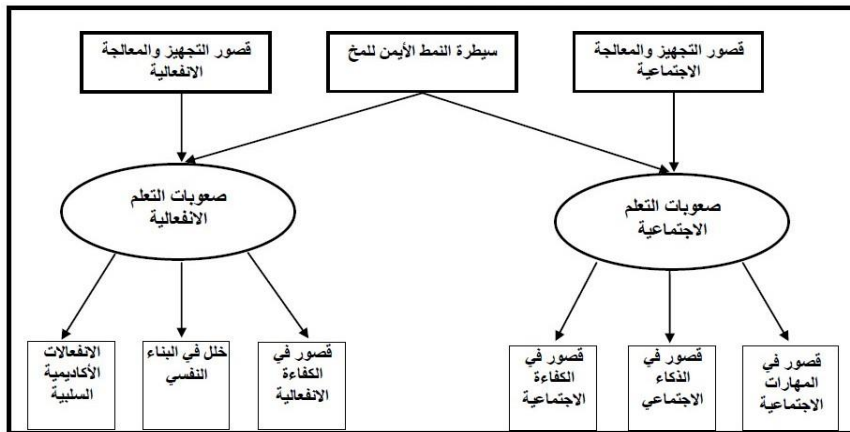 قصور التجهيز والمعالجة
الاجتماعية
سيطرة النمط الأيمن للمخ
قصور التجهيز والمعالجة
الانفعالية
صعوبات التعلم
الاجتماعية
صعوبات التعلم
الانفعالية
قصور في
المهارات
الاجتماعية
قصور في
الذكاء
الاجتماعي
قصور في
الكفاءة
الاجتماعية
قصور في
الكفاءة
الانفعالية
خلل في البناء
النفسي
الانفعالات
الأكاديمية
السلبية